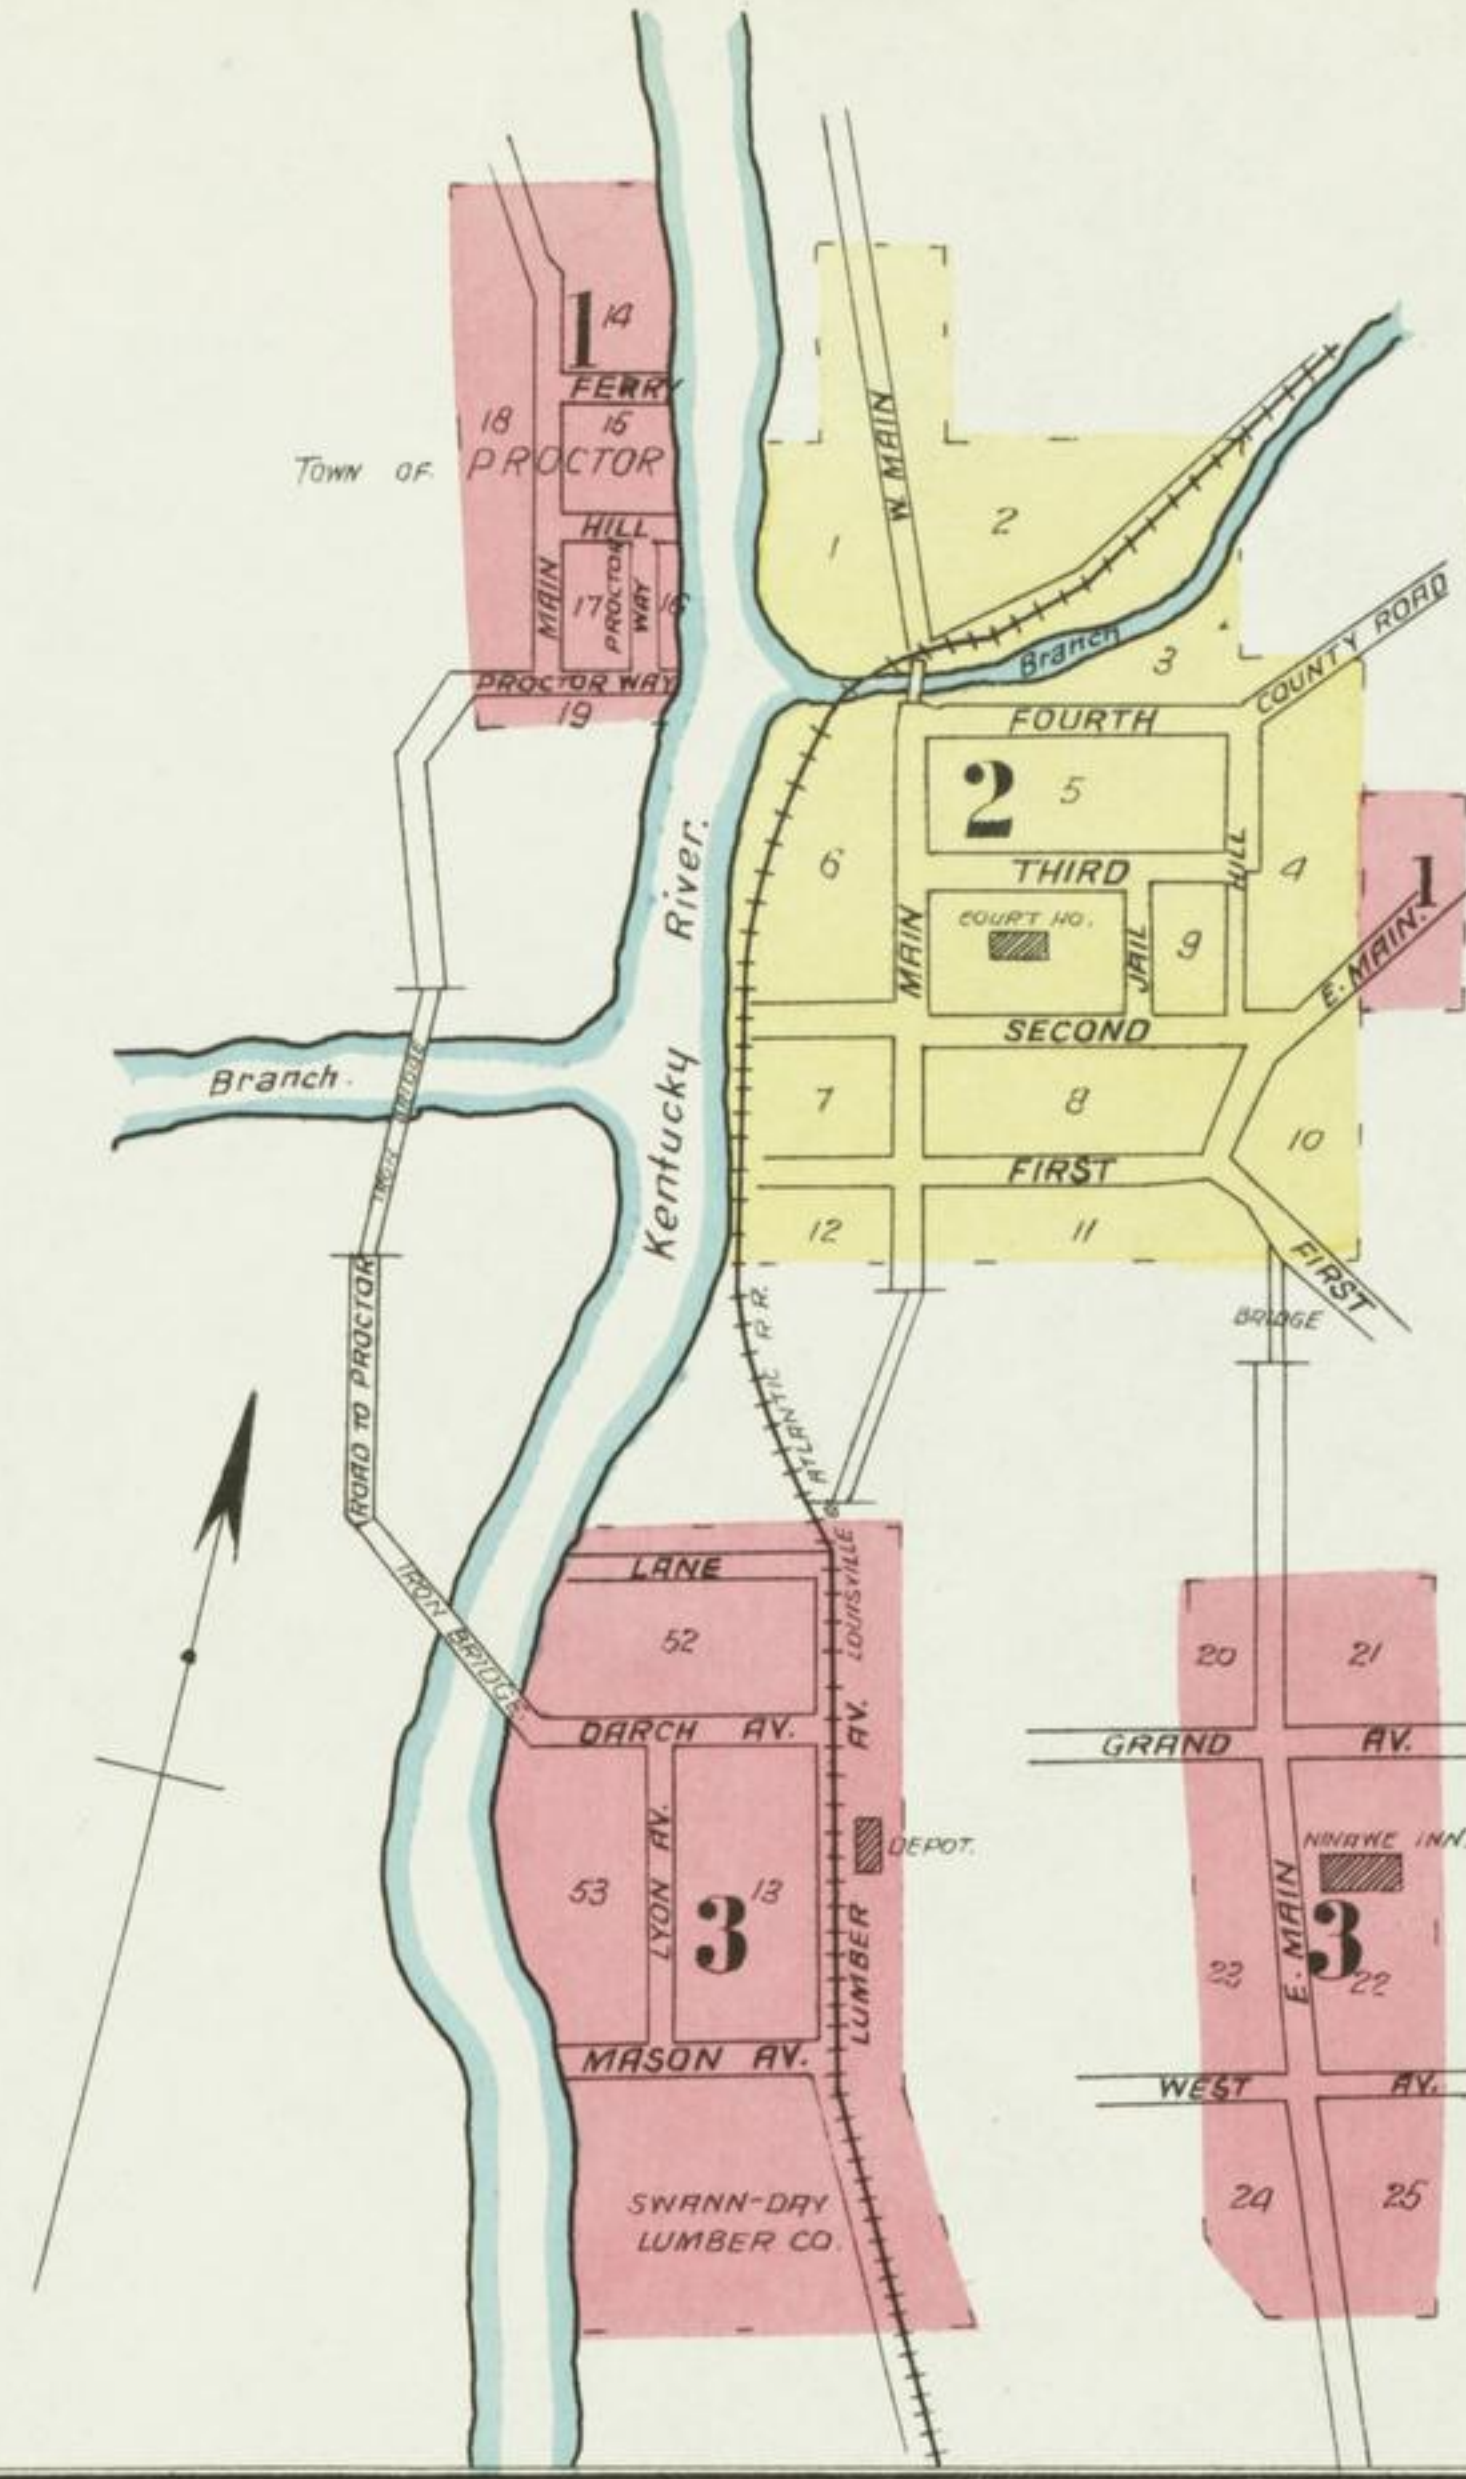 1
14
FERRY
18
15
TOWN OF PROCTOR
HILL
MAIN
17
PROCTOR
WAY
16
PROCTOR WAY
19
W. MAIN
1
2
Branch
3
COUNTY ROAD
FOURTH
2
5
6
THIRD
HILL
4
1
COURT HO.
MAIN
JAIL
9
E. MAIN.
SECOND
7
8
10
FIRST
12
11
FIRST
BRIDGE
Kentucky River.
Branch.
IRON BRIDGE
ROAD TO PROCTOR
IRON BRIDGE
LOUISVILLE & ATLANTIC R.R.
LANE
52
DARCH AV.
LUMBER AV.
DEPOT.
53
LYON AV.
3
13
MASON AV.
SWANN-DAY
LUMBER CO.
20
21
GRAND AV.
NINAWE INN
E. MAIN
3
23
22
WEST AV.
24
25